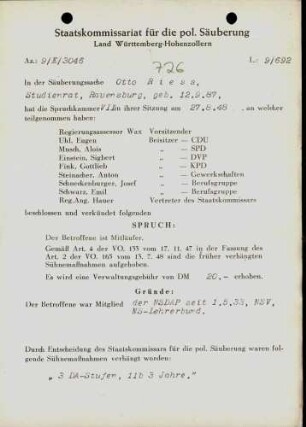 Staatskommissariat für die pol. Säuberung
Land Württemberg-Hohenzollern
Az.: 9/K/3046
L.: 9/692
726
In der Säuberungssache Otto Riess,
Studienrat, Ravensburg, geb. 12.9.87,
hat die Spruchkammer VIII in ihrer Sitzung am 27.8.48, an welcher
teilgenommen haben:
Regierungsassessor Wax Vorsitzender
Uhl, Eugen Beisitzer — CDU
Musch, Alois „ — SPD
Einstein, Sigbert „ — DVP
Fink, Gottlieb „ — KPD
Steinacher, Anton „ — Gewerkschaften
Schneckenburger, Josef „ — Berufsgruppe
Schwarz, Emil „ — Berufsgruppe
Reg.Ang. Hauer Vertreter des Staatskommissars
beschlossen und verkündet folgenden
SPRUCH:
Der Betroffene ist Mitläufer.
Gemäß Art. 4 der VO. 133 vom 17. 11. 47 in der Fassung des
Art. 2 der VO. 165 vom 13. 7. 48 sind die früher verhängten
Sühnemaßnahmen aufgehoben.
Es wird eine Verwaltungsgebühr von DM 20.- erhoben.
Gründe:
Der Betroffene war Mitglied der NSDAP seit 1.5.33, NSV,
NS-Lehrerbund.
Durch Entscheidung des Staatskommissars für die pol. Säuberung waren fol-
gende Sühnemaßnahmen verhängt worden:
„3 DA-Stufen, IIb 3 Jahre."